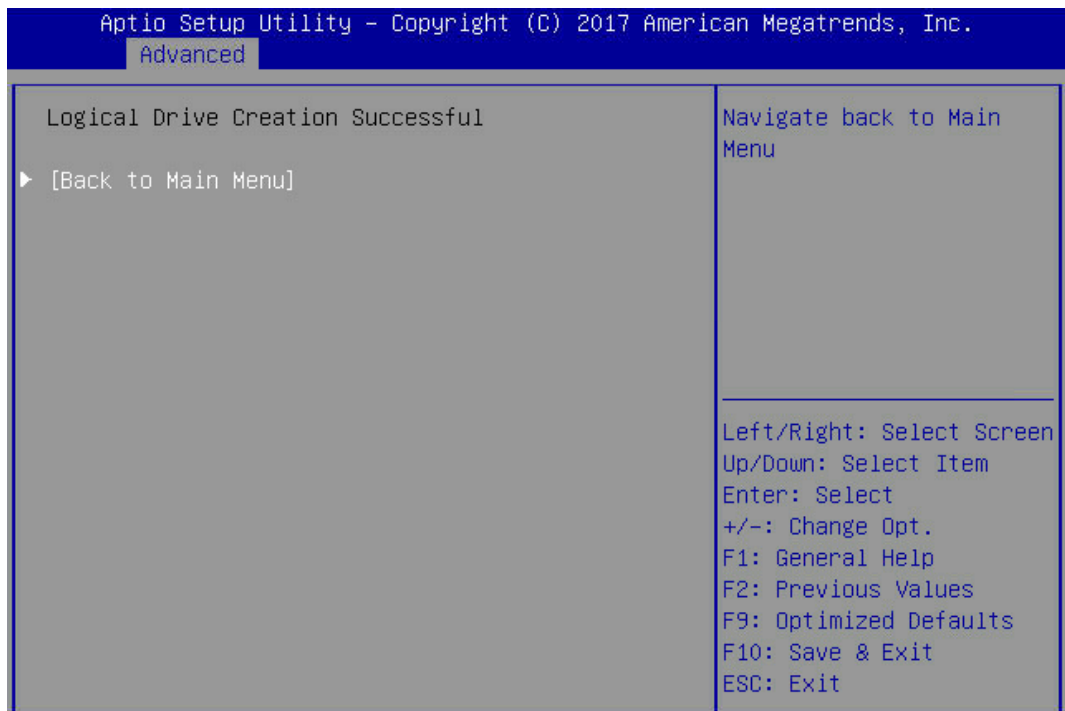 Aptio Setup Utility – Copyright (C) 2017 American Megatrends, Inc.
Advanced
Logical Drive Creation Successful
[Back to Main Menu]
Navigate back to Main
Menu
Left/Right: Select Screen
Up/Down: Select Item
Enter: Select
+/-: Change Opt.
F1: General Help
F2: Previous Values
F9: Optimized Defaults
F10: Save & Exit
ESC: Exit